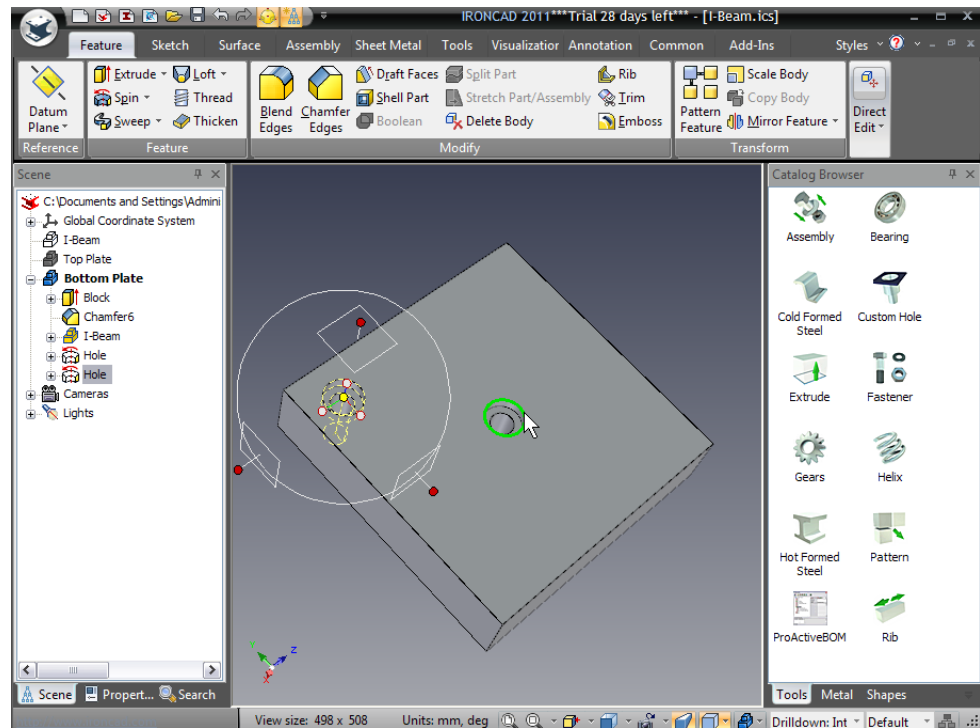 IRONCAD 2011***Trial 28 days left*** - [I-Beam.ics]
Feature Sketch Surface Assembly Sheet Metal Tools Visualization Annotation Common Add-Ins Styles
Datum Plane
Reference
Extrude Loft
Spin Thread
Sweep Thicken
Feature
Blend Edges
Chamfer Edges
Draft Faces Split Part Rib
Shell Part Stretch Part/Assembly Trim
Boolean Delete Body Emboss
Modify
Pattern Feature
Scale Body
Copy Body
Mirror Feature
Transform
Direct Edit
Scene
C:\Documents and Settings\Admini
Global Coordinate System
I-Beam
Top Plate
Bottom Plate
Block
Chamfer6
I-Beam
Hole
Hole
Cameras
Lights
Scene Propert... Search
Z
Catalog Browser
Assembly Bearing
Cold Formed Steel Custom Hole
Extrude Fastener
Gears Helix
Hot Formed Steel Pattern
ProActiveBOM Rib
Tools Metal Shapes
View size: 498 x 508 Units: mm, deg Drilldown: Int Default